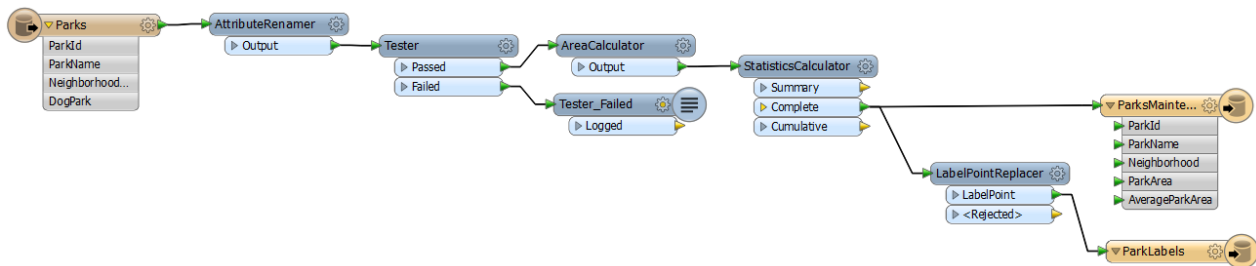 Parks
ParkId
ParkName
Neighborhood...
DogPark
AttributeRenamer
Output
Tester
Passed
Failed
AreaCalculator
Output
Tester_Failed
Logged
StatisticsCalculator
Summary
Complete
Cumulative
LabelPointReplacer
LabelPoint
<Rejected>
ParksMainte...
ParkId
ParkName
Neighborhood
ParkArea
AverageParkArea
ParkLabels